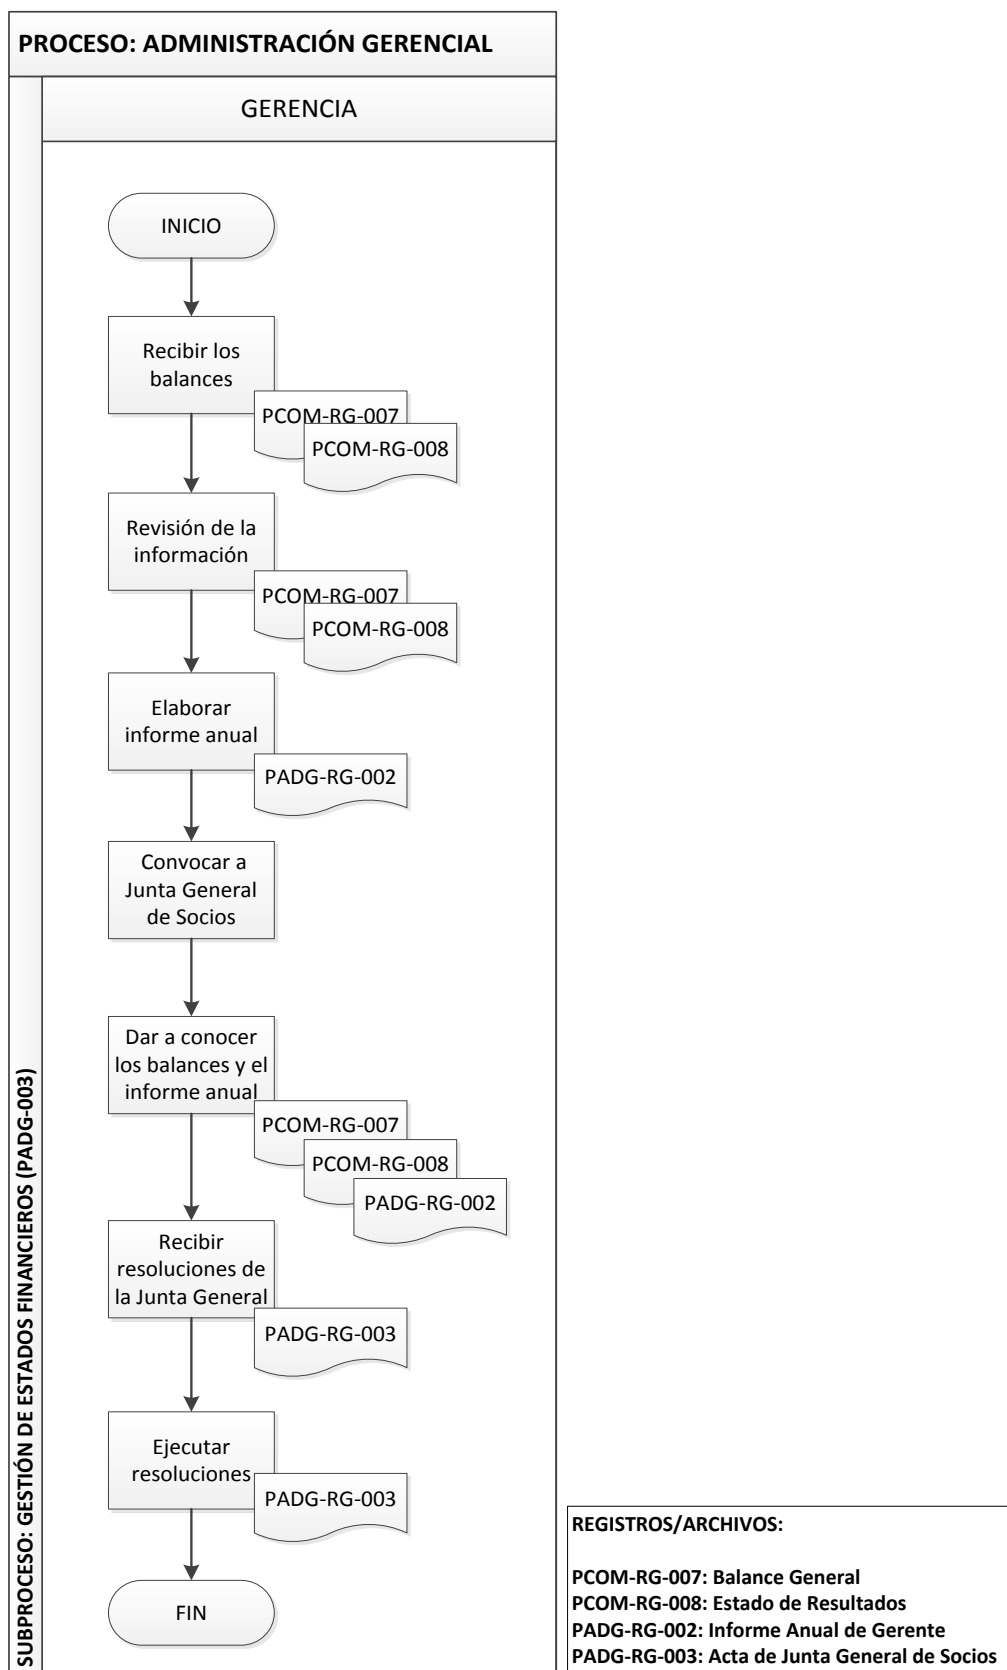 PROCESO: ADMINISTRACIÓN GERENCIAL
SUBPROCESO: GESTIÓN DE ESTADOS FINANCIEROS (PADG-003)
GERENCIA
INICIO
Recibir los
balances
PCOM-RG-007
PCOM-RG-008
Revisión de la
información
PCOM-RG-007
PCOM-RG-008
Elaborar
informe anual
PADG-RG-002
Convocar a
Junta General
de Socios
Dar a conocer
los balances y el
informe anual
PCOM-RG-007
PCOM-RG-008
PADG-RG-002
Recibir
resoluciones de
la Junta General
PADG-RG-003
Ejecutar
resoluciones
PADG-RG-003
FIN
REGISTROS/ARCHIVOS:
PCOM-RG-007: Balance General
PCOM-RG-008: Estado de Resultados
PADG-RG-002: Informe Anual de Gerente
PADG-RG-003: Acta de Junta General de Socios